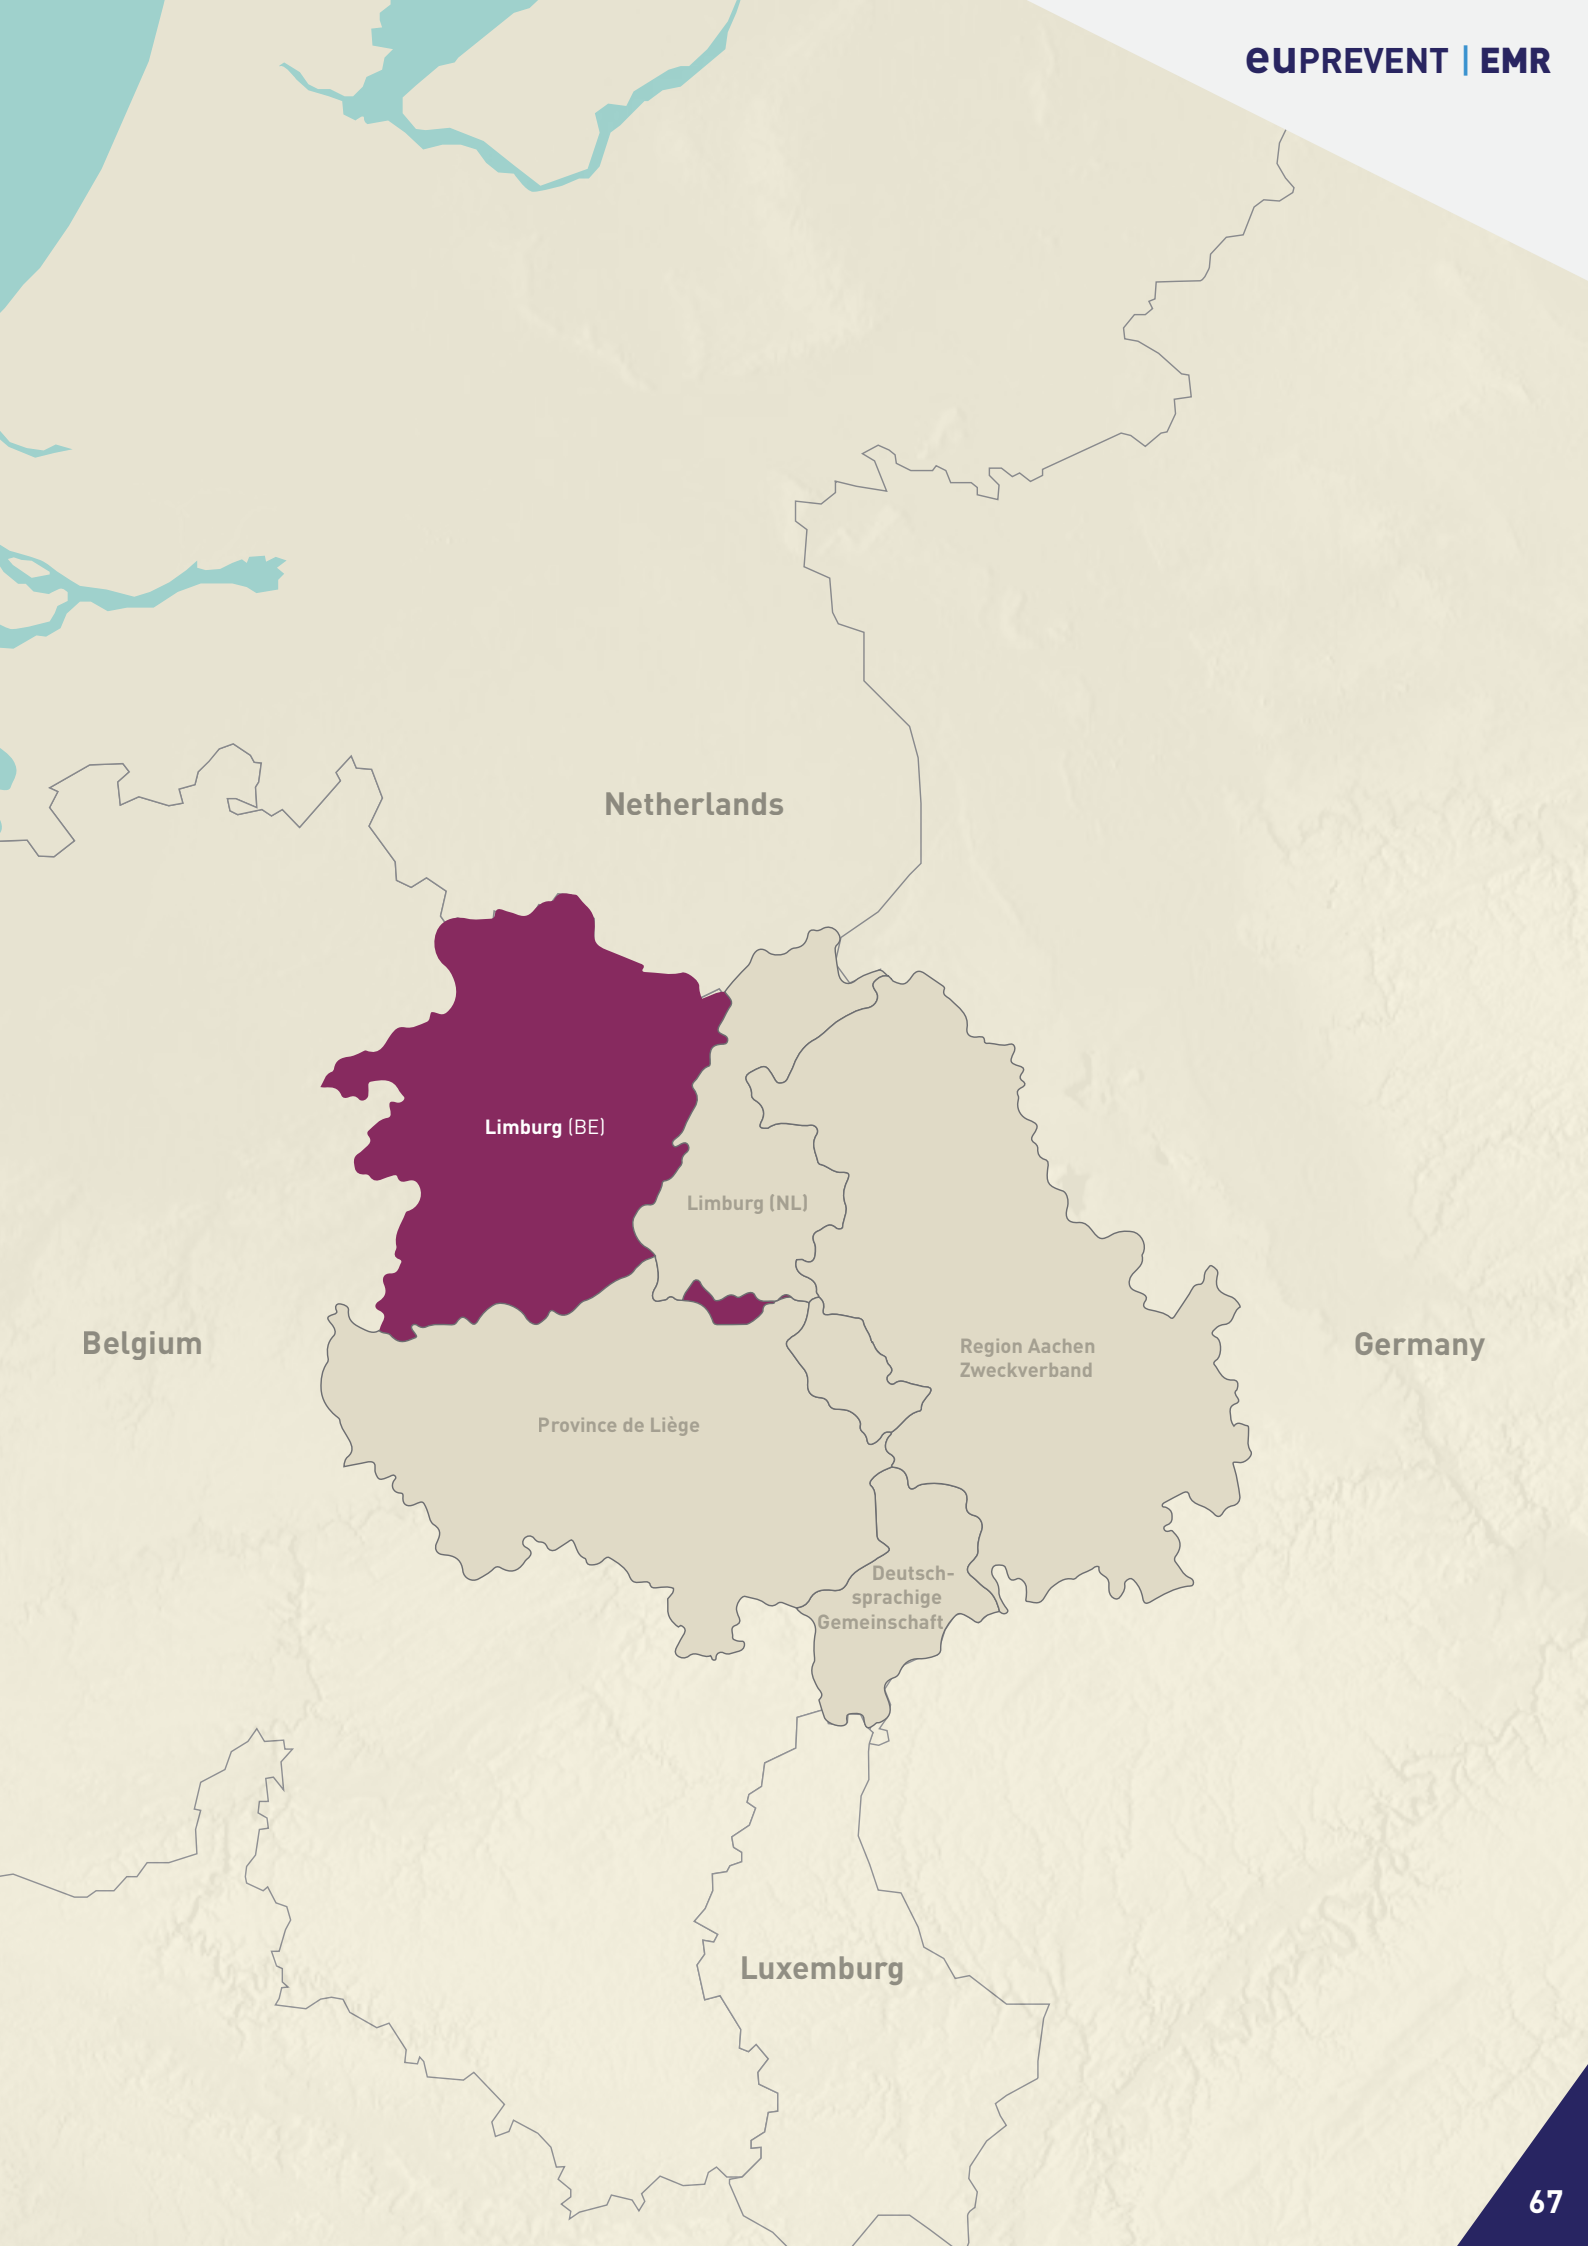 euPREVENT | EMR
Netherlands
Limburg (BE)
Limburg (NL)
Belgium
Region Aachen
Zweckverband
Germany
Province de Liège
Deutsch-
sprachige
Gemeinschaft
Luxemburg
67